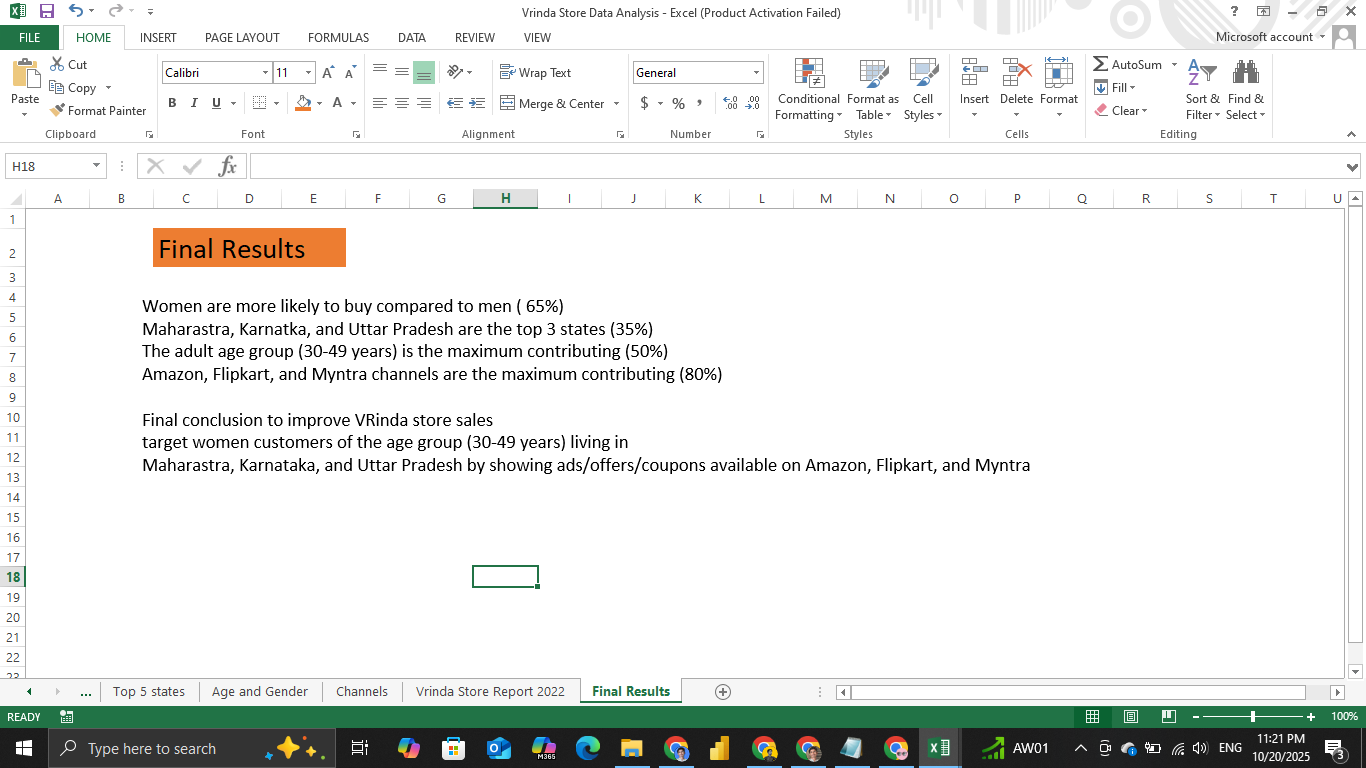 Vrinda Store Data Analysis - Excel (Product Activation Failed)
FILE HOME INSERT PAGE LAYOUT FORMULAS DATA REVIEW VIEW
Microsoft account
Paste
Cut
Copy
Format Painter
Calibri 11
B I U
Wrap Text
Merge & Center
General
$ % ,
Conditional Formatting
Format as Table
Cell Styles
Insert Delete Format
AutoSum
Fill
Clear
Sort & Filter
Find & Select
Clipboard Font Alignment Number Styles Cells Editing
H18
fx
A B C D E F G H I J K L M N O P Q R S T U
1
2
3
4
5
6
7
8
9
10
11
12
13
14
15
16
17
18
19
20
21
22
23
Final Results
Women are more likely to buy compared to men ( 65%)
Maharastra, Karnatka, and Uttar Pradesh are the top 3 states (35%)
The adult age group (30-49 years) is the maximum contributing (50%)
Amazon, Flipkart, and Myntra channels are the maximum contributing (80%)
Final conclusion to improve VRinda store sales
target women customers of the age group (30-49 years) living in
Maharastra, Karnataka, and Uttar Pradesh by showing ads/offers/coupons available on Amazon, Flipkart, and Myntra
... Top 5 states Age and Gender Channels Vrinda Store Report 2022 Final Results
READY
100%
Type here to search
M365
AW01
ENG
11:21 PM
10/20/2025
3